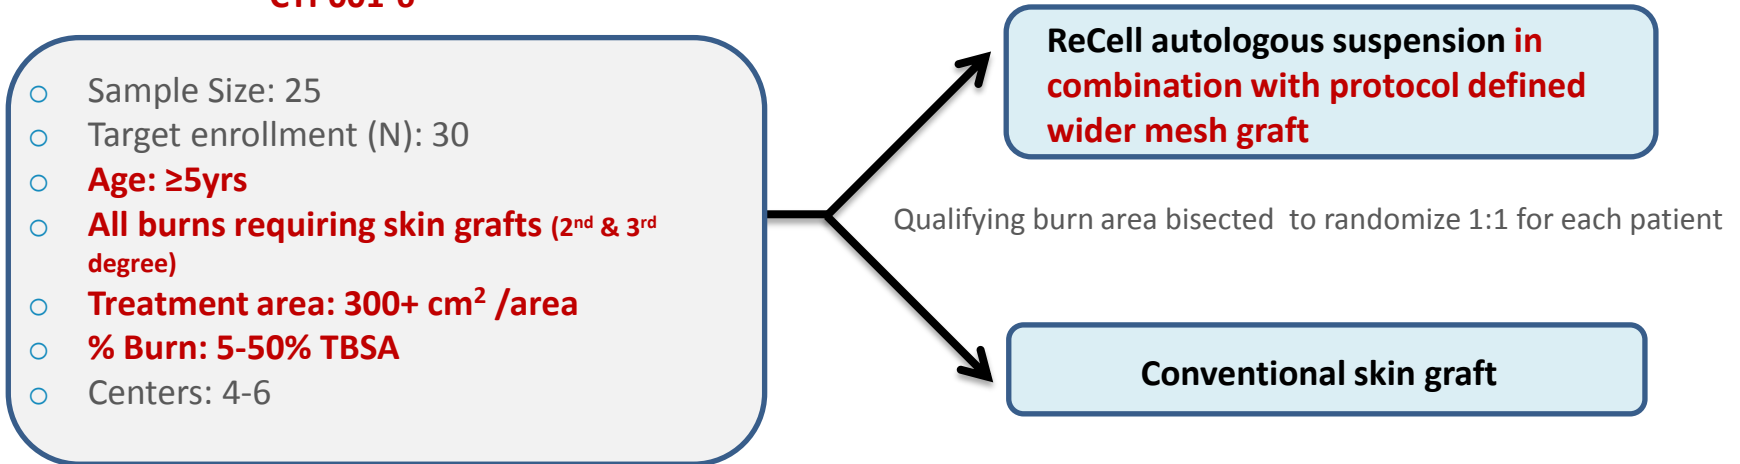 Sample Size: 25
Target enrollment (N): 30
Age: ≥5yrs
All burns requiring skin grafts (2nd & 3rd
degree)
Treatment area: 300+ cm2 /area
% Burn: 5-50% TBSA
Centers: 4-6
ReCell autologous suspension in
combination with protocol defined
wider mesh graft
Qualifying burn area bisected to randomize 1:1 for each patient
Conventional skin graft